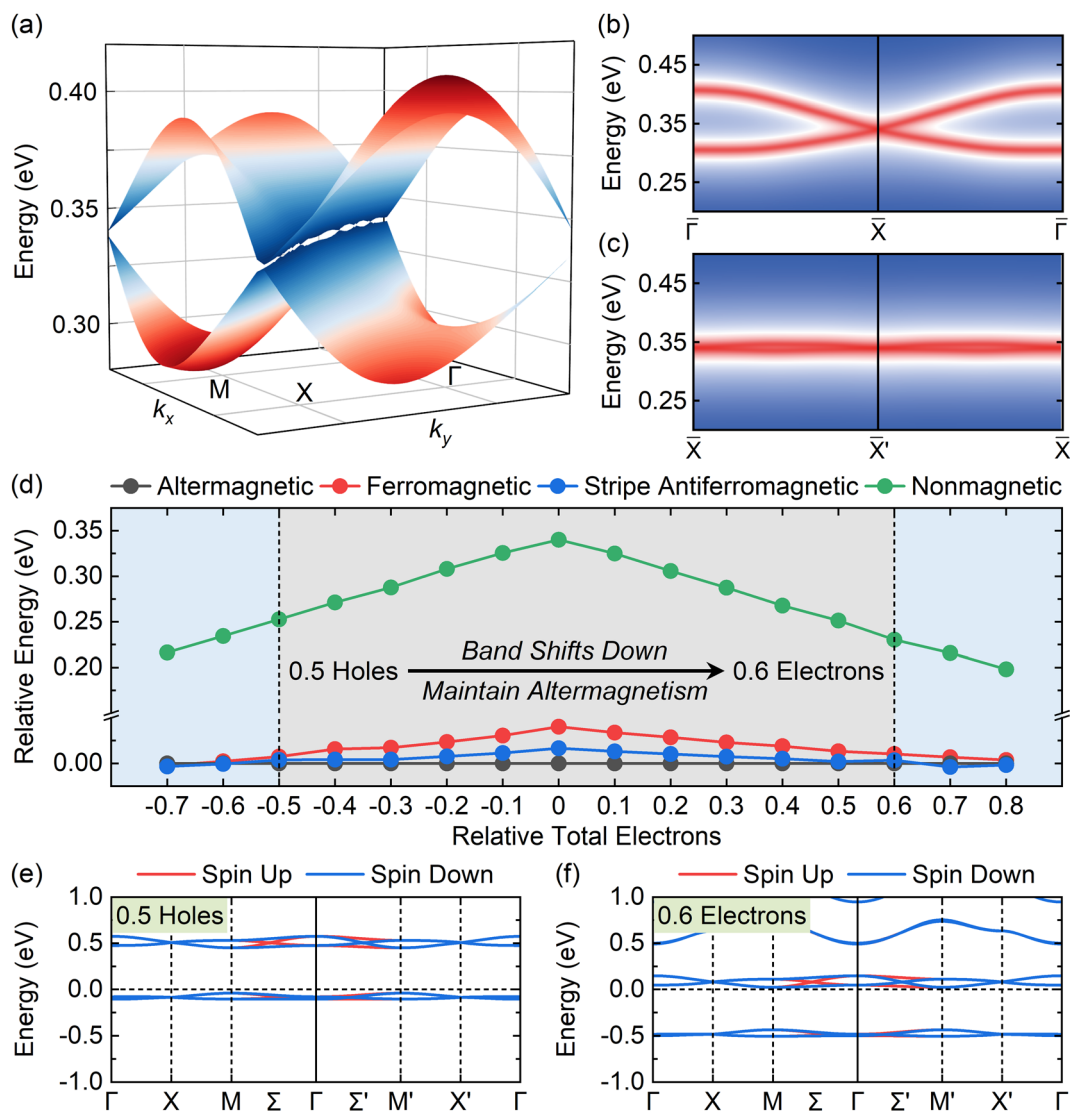 (a)
0.40
0.35
0.30
Energy (eV)
M
X
Γ
kx
ky
(b)
0.45
0.35
0.25
Energy (eV)
Γ̅ X̅ Γ̅
(c)
0.45
0.35
0.25
Energy (eV)
X̅ X̅' X̅
(d)
Altermagnetic Ferromagnetic Stripe Antiferromagnetic Nonmagnetic
0.35
0.30
0.25
0.20
0.00
Relative Energy (eV)
Band Shifts Down
0.5 Holes 0.6 Electrons
Maintain Altermagnetism
-0.7 -0.6 -0.5 -0.4 -0.3 -0.2 -0.1 0 0.1 0.2 0.3 0.4 0.5 0.6 0.7 0.8
Relative Total Electrons
(e)
Spin Up Spin Down
1.0
0.5
0.0
-0.5
-1.0
Energy (eV)
0.5 Holes
Γ X M Σ Γ Σ' M' X' Γ
(f)
Spin Up Spin Down
1.0
0.5
0.0
-0.5
-1.0
Energy (eV)
0.6 Electrons
Γ X M Σ Γ Σ' M' X' Γ